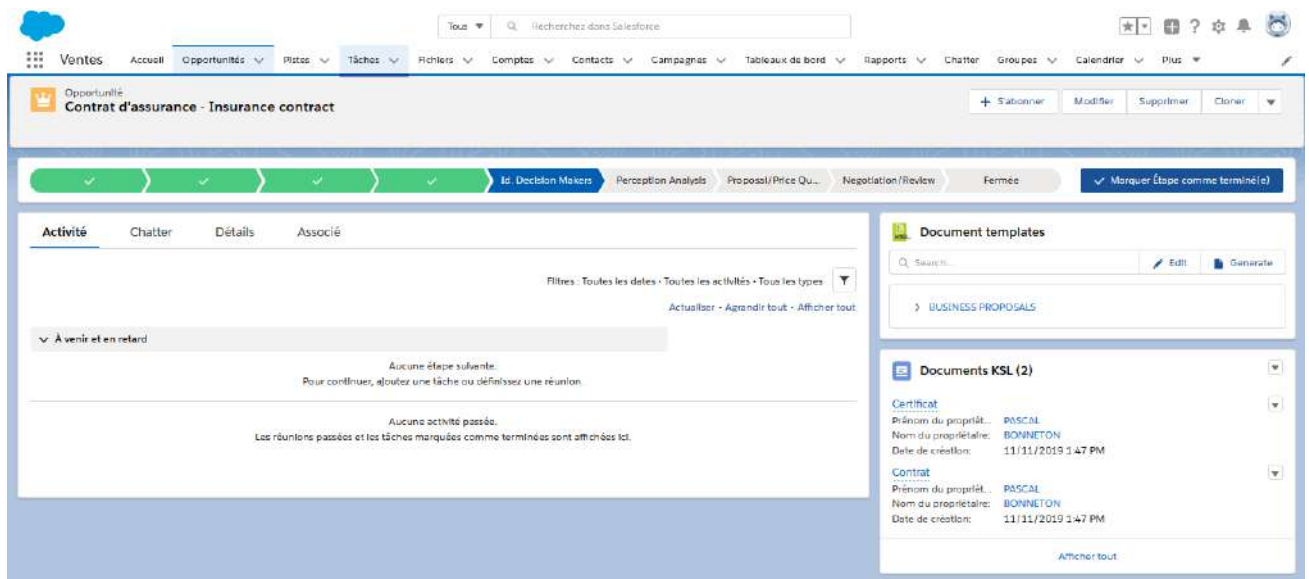 Tous Recherchez dans Salesforce
Ventes Accueil Opportunités Pistes Tâches Fichiers Comptes Contacts Campagnes Tableaux de bord Rapports Chatter Groupes Calendrier Plus
Opportunité
Contrat d'assurance - Insurance contract
+ S'abonner Modifier Supprimer Cloner
Id. Decision Makers Perception Analysis Proposal/Price Qu... Negotiation/Review Fermée Marquer Étape comme terminé(e)
Activité Chatter Détails Associé
Filtres : Toutes les dates • Toutes les activités • Tous les types
Actualiser • Agrandir tout • Afficher tout
À venir et en retard
Aucune étape suivante.
Pour continuer, ajoutez une tâche ou définissez une réunion.
Aucune activité passée.
Les réunions passées et les tâches marquées comme terminées sont affichées ici.
KSL Document templates
Search... Edit Generate
BUSINESS PROPOSALS
Documents KSL (2)
Certificat
Prénom du propriét... PASCAL
Nom du propriétaire: BONNETON
Date de création: 11/11/2019 1:47 PM
Contrat
Prénom du propriét... PASCAL
Nom du propriétaire: BONNETON
Date de création: 11/11/2019 1:47 PM
Afficher tout